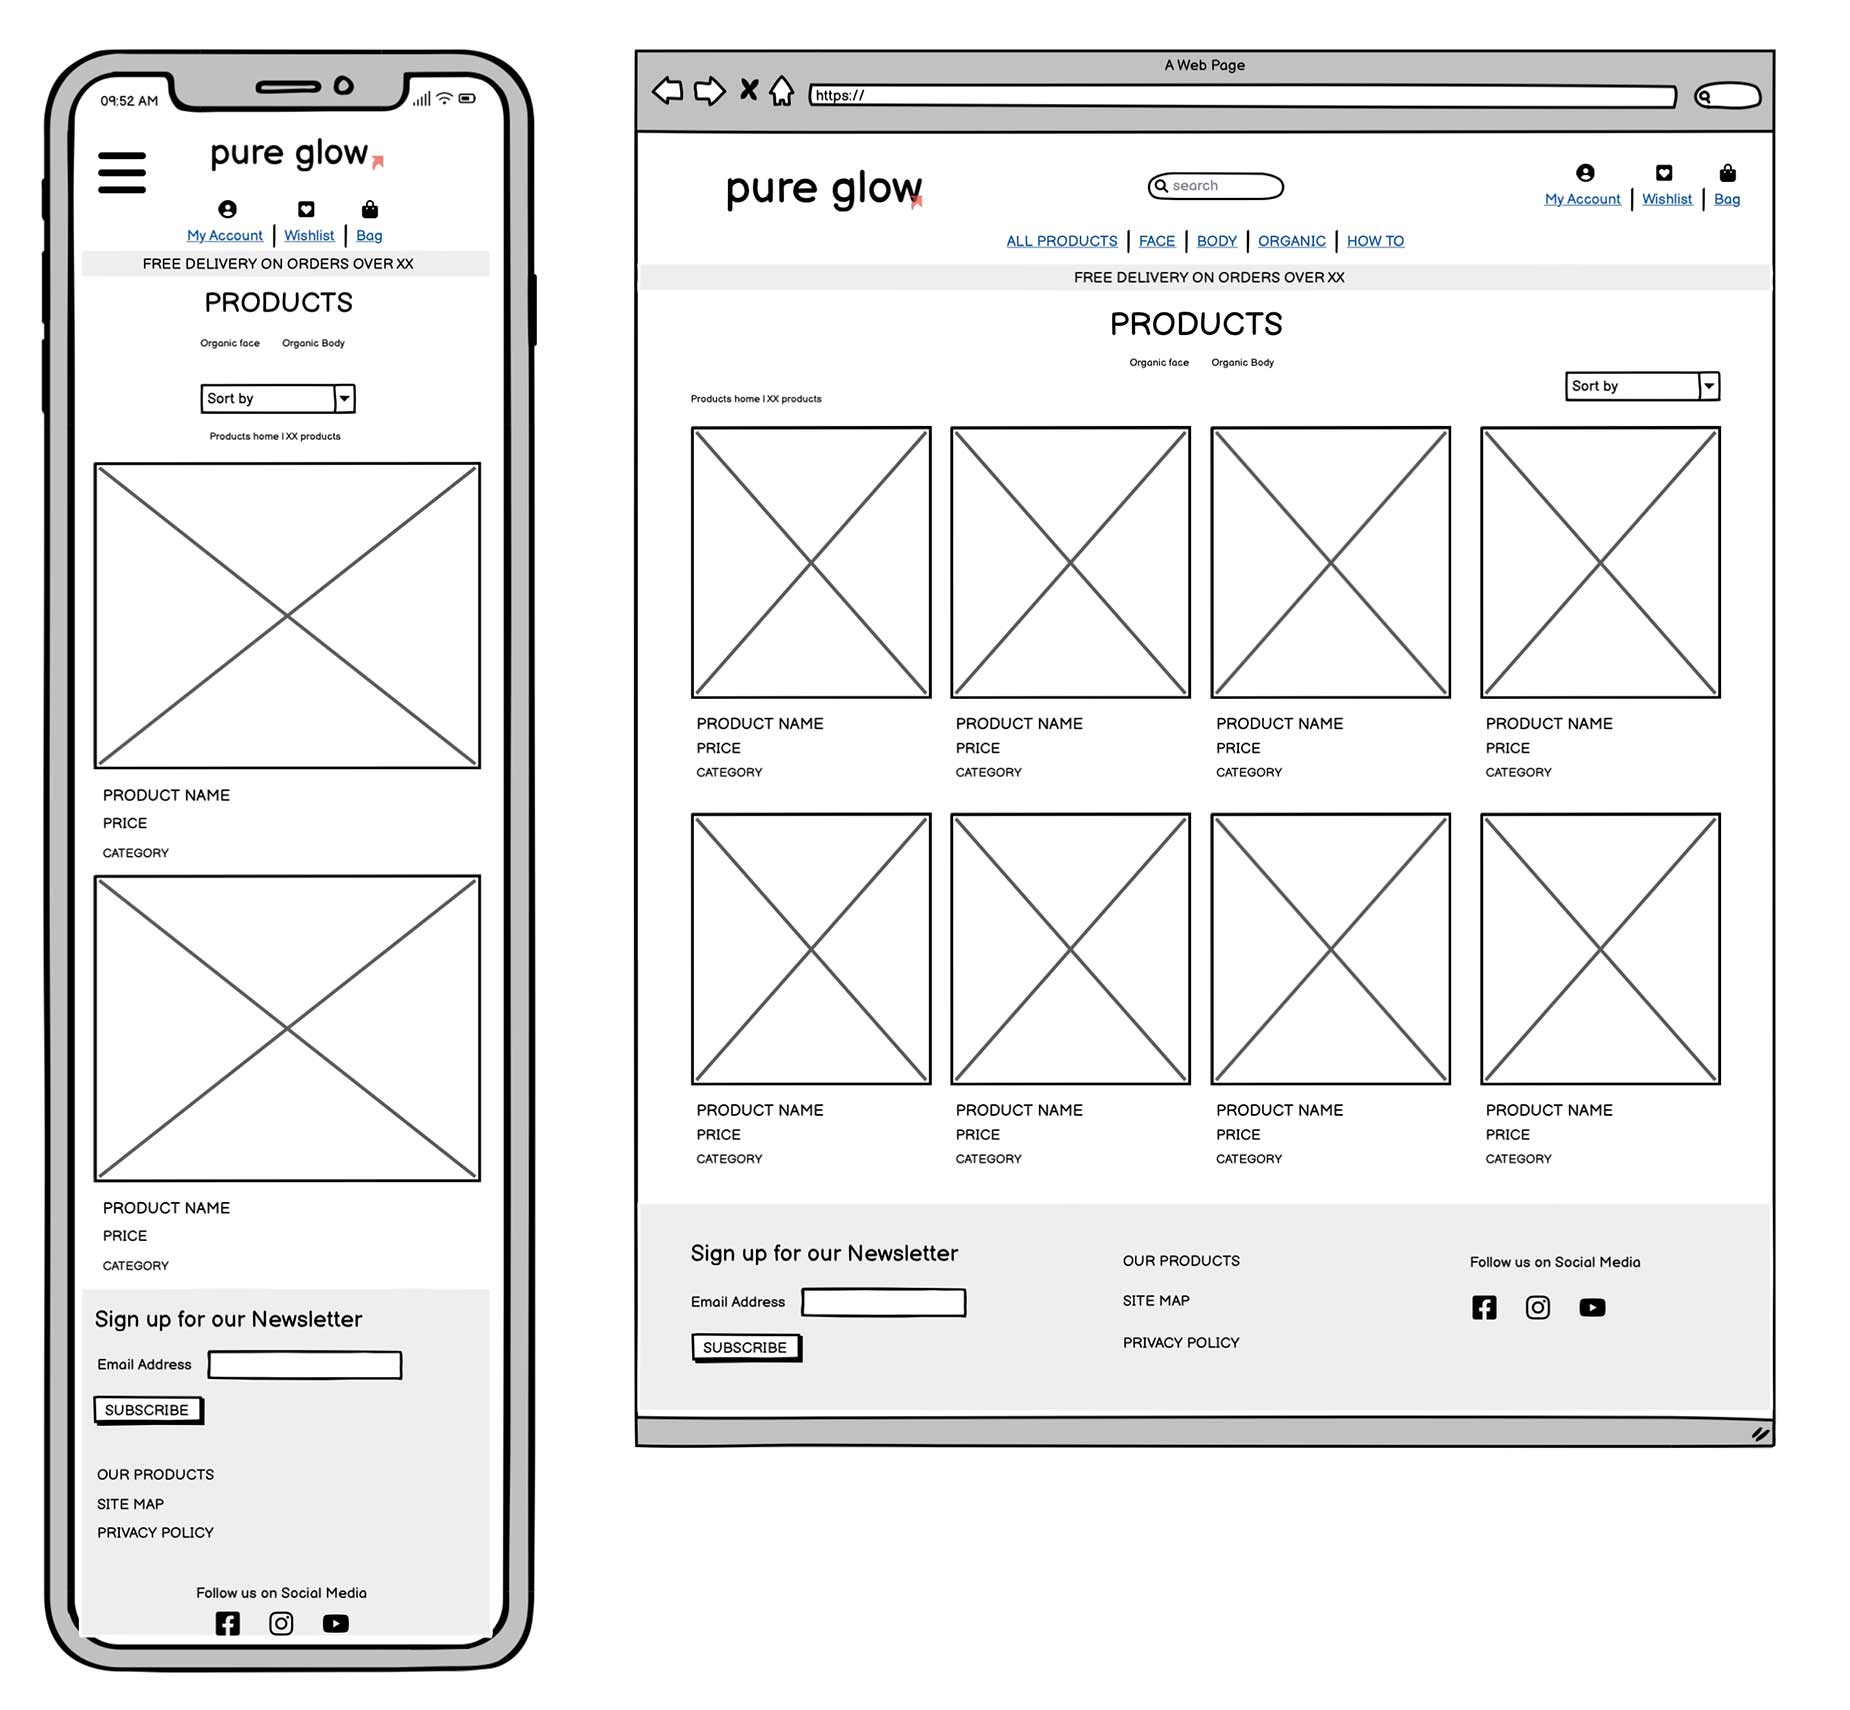 09:52 AM
pure glow
My Account Wishlist Bag
FREE DELIVERY ON ORDERS OVER XX
PRODUCTS
Organic face Organic Body
Sort by
Products home | XX products
PRODUCT NAME
PRICE
CATEGORY
PRODUCT NAME
PRICE
CATEGORY
Sign up for our Newsletter
Email Address
SUBSCRIBE
OUR PRODUCTS
SITE MAP
PRIVACY POLICY
Follow us on Social Media
A Web Page
https://
pure glow
search
My Account Wishlist Bag
ALL PRODUCTS FACE BODY ORGANIC HOW TO
FREE DELIVERY ON ORDERS OVER XX
PRODUCTS
Organic face Organic Body
Sort by
Products home | XX products
PRODUCT NAME PRODUCT NAME PRODUCT NAME PRODUCT NAME
PRICE PRICE PRICE PRICE
CATEGORY CATEGORY CATEGORY CATEGORY
PRODUCT NAME PRODUCT NAME PRODUCT NAME PRODUCT NAME
PRICE PRICE PRICE PRICE
CATEGORY CATEGORY CATEGORY CATEGORY
Sign up for our Newsletter
Email Address
SUBSCRIBE
OUR PRODUCTS
SITE MAP
PRIVACY POLICY
Follow us on Social Media